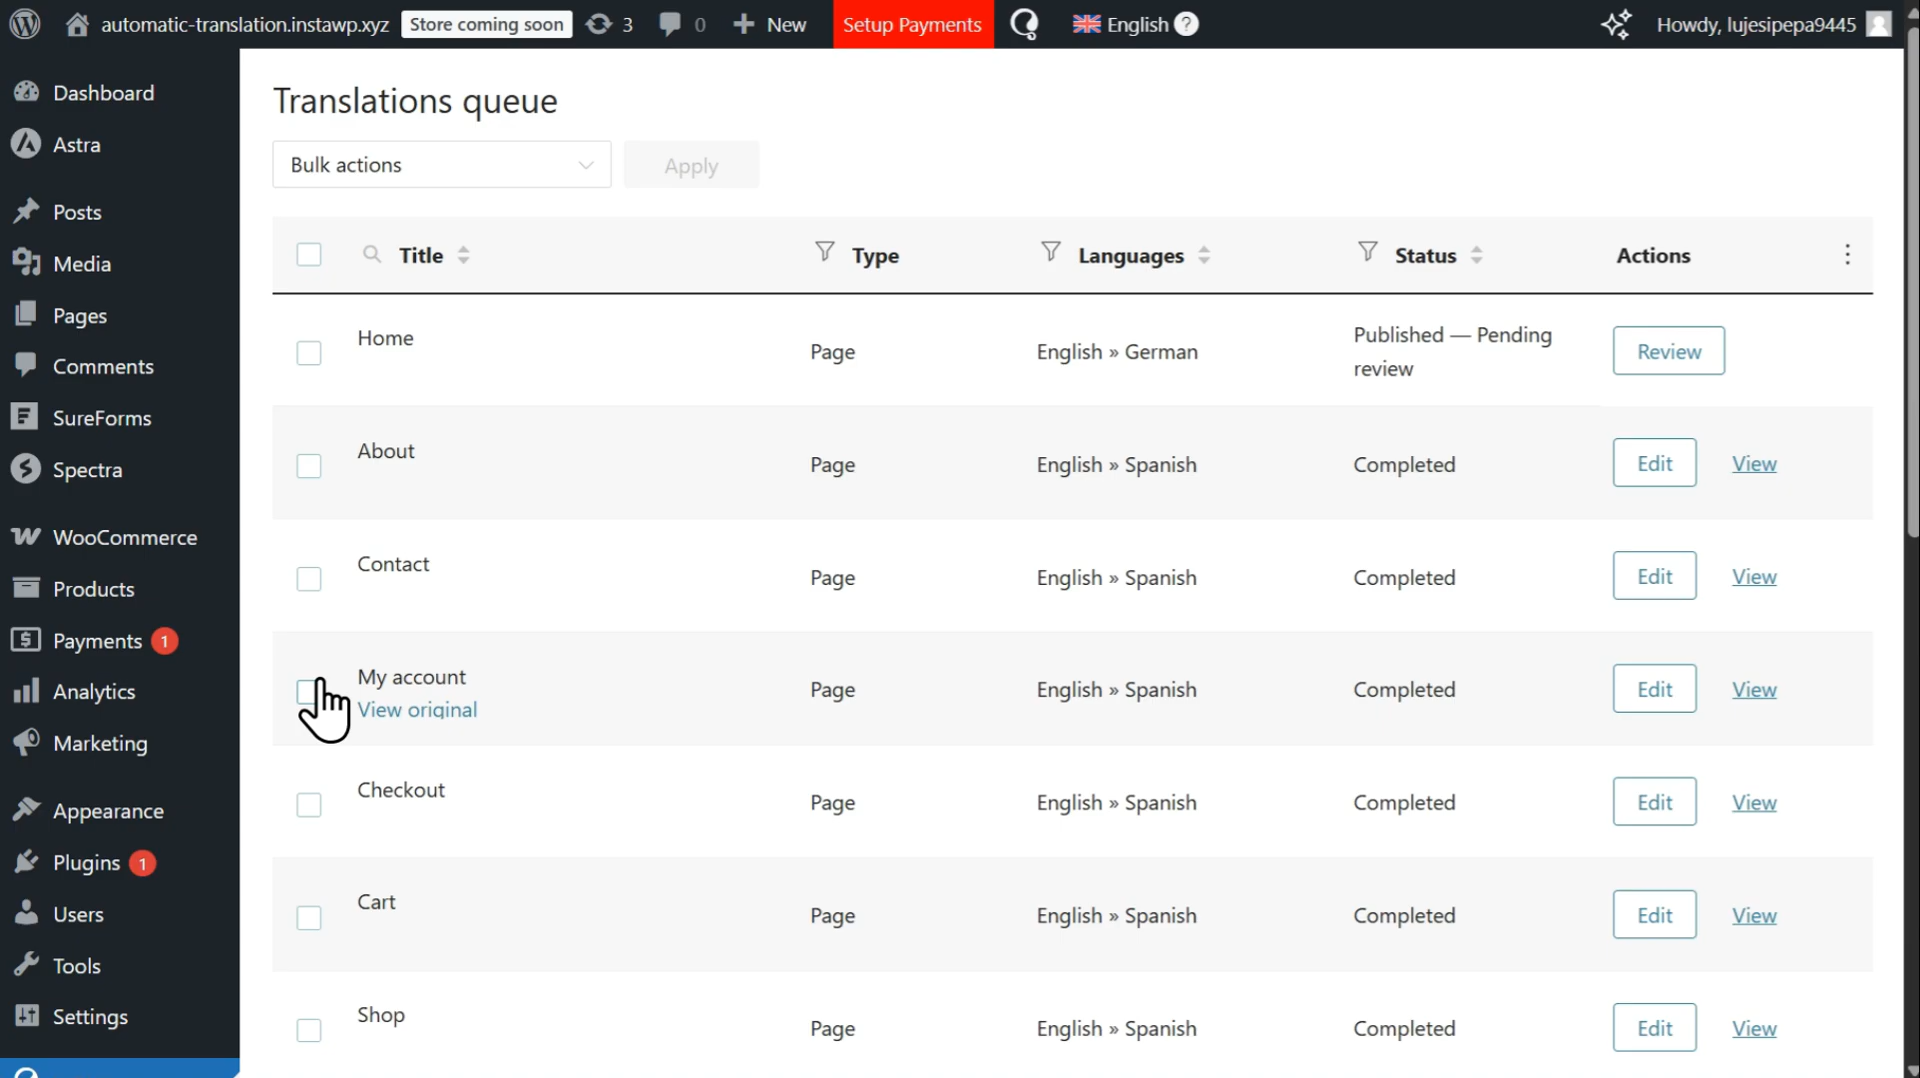 automatic-translation.instawp.xyz Store coming soon 3 0 New Setup Payments English ? Howdy, lujesipepa9445
Dashboard
Astra
Posts
Media
Pages
Comments
SureForms
Spectra
WooCommerce
Products
Payments 1
Analytics
Marketing
Appearance
Plugins 1
Users
Tools
Settings
Translations queue
Bulk actions Apply
Title Type Languages Status Actions
Home Page English » German Published — Pending review Review
About Page English » Spanish Completed Edit View
Contact Page English » Spanish Completed Edit View
My account Page English » Spanish Completed Edit View
View original
Checkout Page English » Spanish Completed Edit View
Cart Page English » Spanish Completed Edit View
Shop Page English » Spanish Completed Edit View